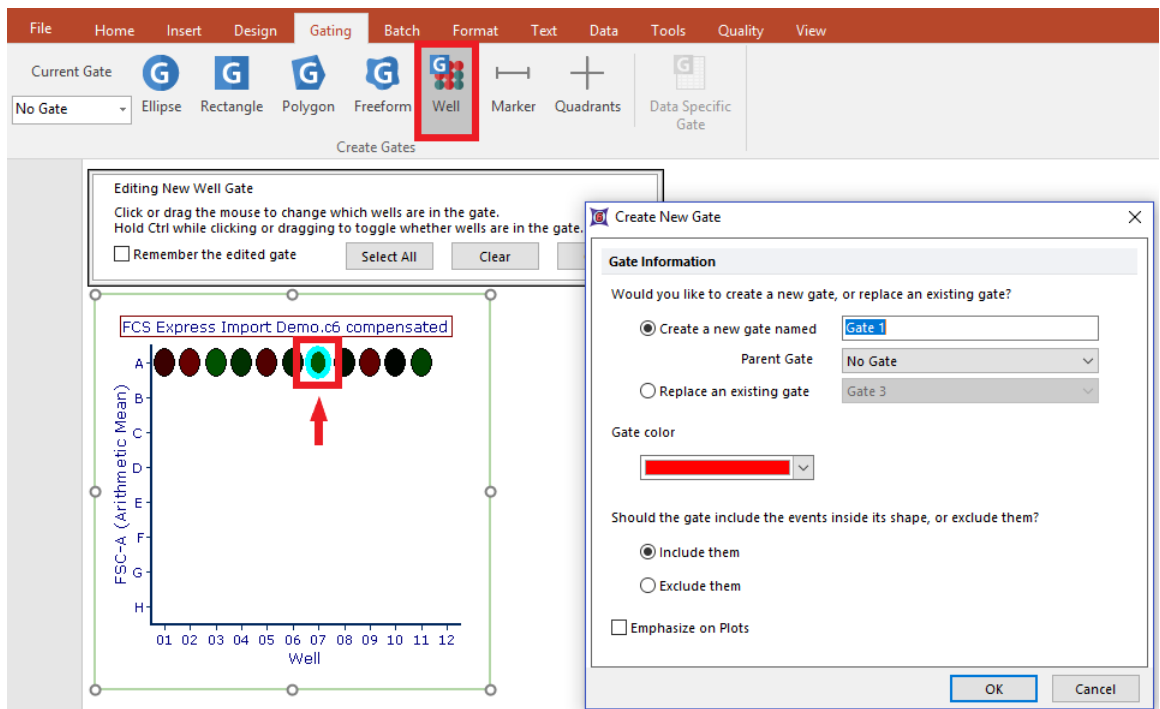 File Home Insert Design Gating Batch Format Text Data Tools Quality View
Current Gate
No Gate
G Ellipse
G Rectangle
G Polygon
G Freeform
G Well
Marker
Quadrants
G Data Specific
Gate
Create Gates
Editing New Well Gate
Click or drag the mouse to change which wells are in the gate.
Hold Ctrl while clicking or dragging to toggle whether wells are in the gate.
Remember the edited gate Select All Clear
FCS Express Import Demo.c6 compensated
FSC-A (Arithmetic Mean)
A
B
C
D
E
F
G
H
01 02 03 04 05 06 07 08 09 10 11 12
Well
Create New Gate
Gate Information
Would you like to create a new gate, or replace an existing gate?
Create a new gate named Gate 1
Parent Gate No Gate
Replace an existing gate Gate 3
Gate color
Should the gate include the events inside its shape, or exclude them?
Include them
Exclude them
Emphasize on Plots
OK Cancel